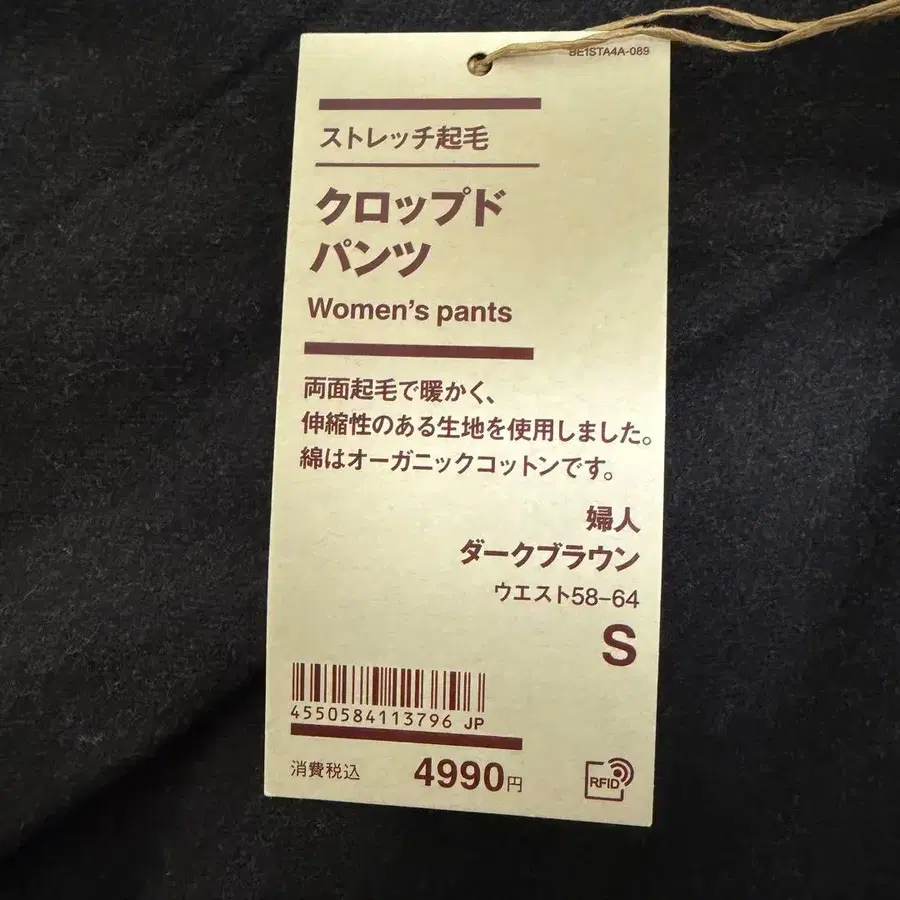 BE1STA4A-089
ストレッチ起毛
クロップド
パンツ
Women's pants
両面起毛で暖かく、
伸縮性のある生地を使用しました。
綿はオーガニックコットンです。
婦人
ダークブラウン
ウエスト58-64
S
4550584113796 JP
消費税込 4990円
RFID